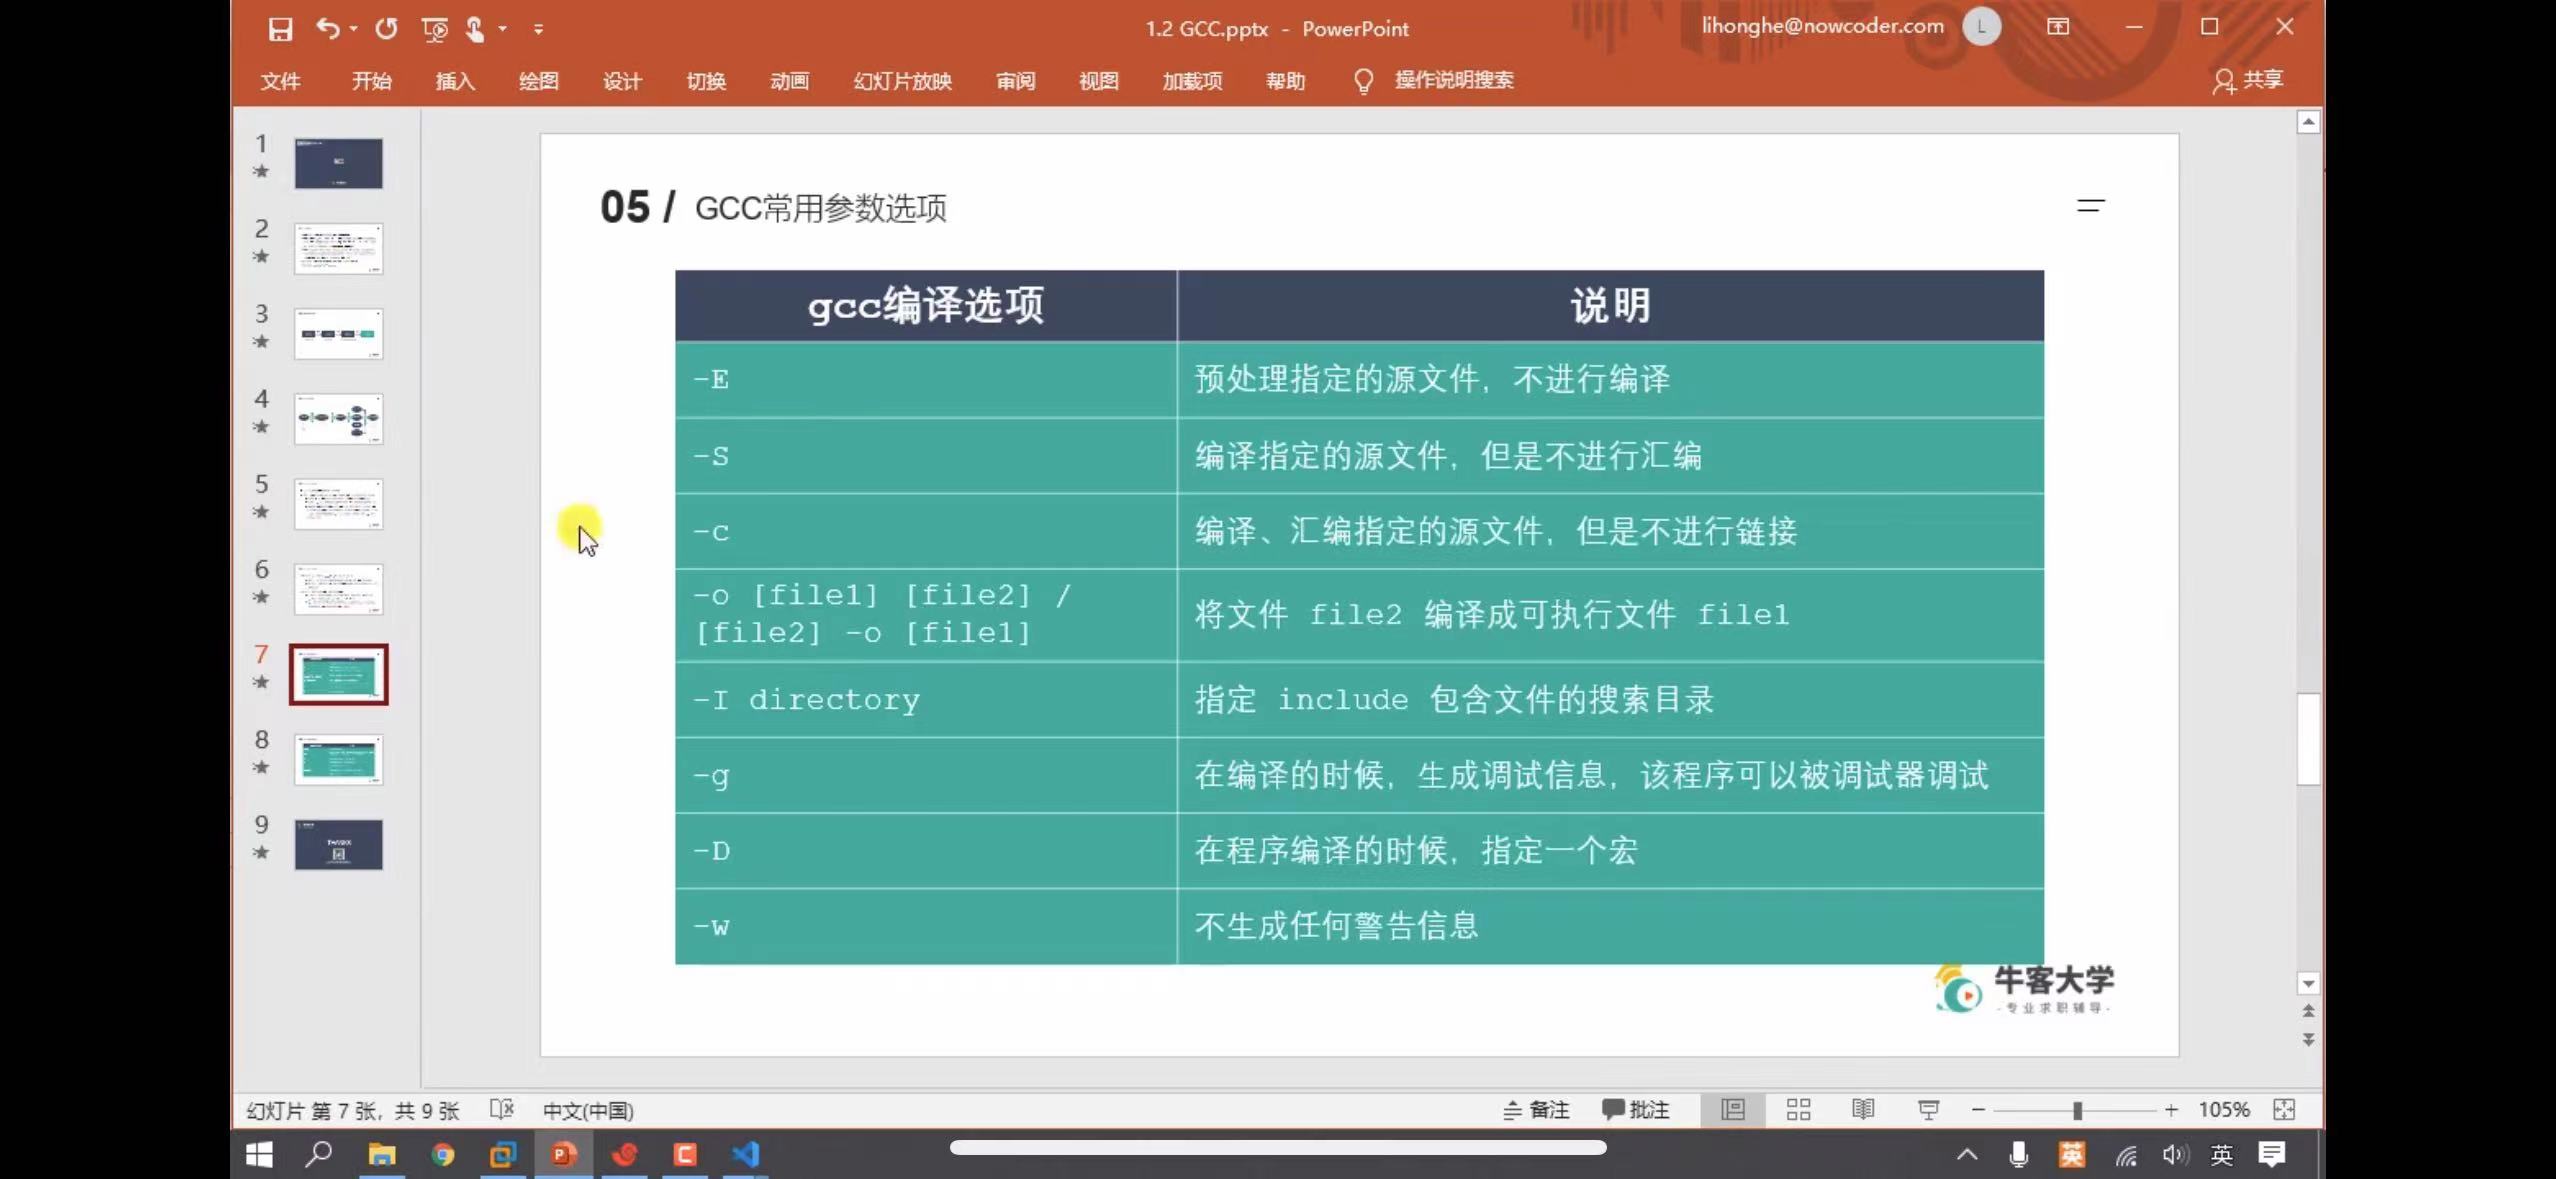 1.2 GCC.pptx - PowerPoint
lihonghe@nowcoder.com
L
文件 开始 插入 绘图 设计 切换 动画 幻灯片放映 审阅 视图 加载项 帮助 操作说明搜索 共享
1
2
3
4
5
6
7
8
9
05 / GCC常用参数选项
gcc编译选项 说明
-E 预处理指定的源文件，不进行编译
-S 编译指定的源文件，但是不进行汇编
-c 编译、汇编指定的源文件，但是不进行链接
-o [file1] [file2] /
[file2] -o [file1]
将文件 file2 编译成可执行文件 file1
-I directory 指定 include 包含文件的搜索目录
-g 在编译的时候，生成调试信息，该程序可以被调试器调试
-D 在程序编译的时候，指定一个宏
-w 不生成任何警告信息
牛客大学
·专业求职辅导·
幻灯片 第 7 张，共 9 张 中文(中国) 备注 批注 105%
英 英